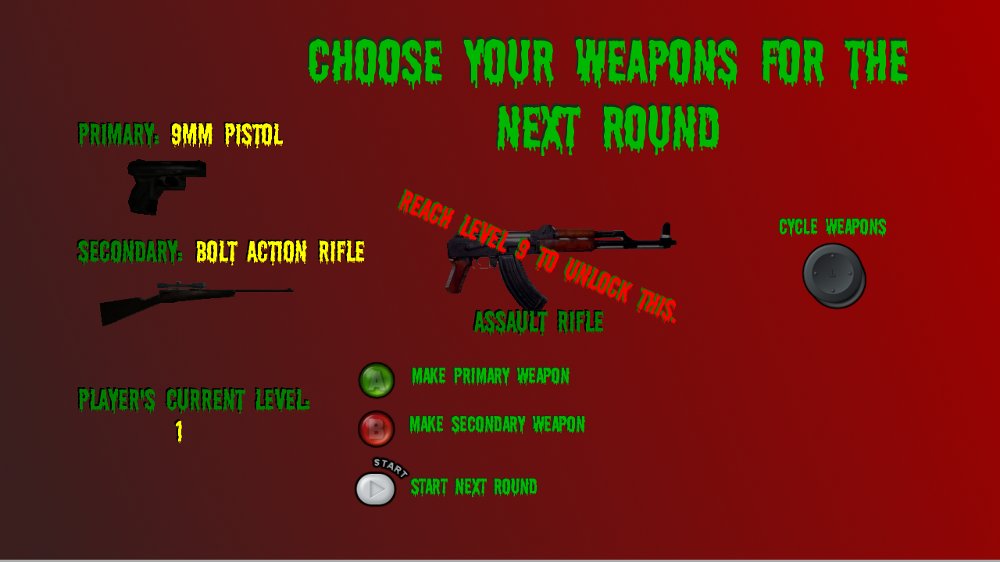 CHOOSE YOUR WEAPONS FOR THE
NEXT ROUND
PRIMARY: 9MM PISTOL
SECONDARY: BOLT ACTION RIFLE
REACH LEVEL 9 TO UNLOCK THIS.
ASSAULT RIFLE
CYCLE WEAPONS
L
PLAYER'S CURRENT LEVEL:
1
A MAKE PRIMARY WEAPON
B MAKE SECONDARY WEAPON
START
START NEXT ROUND